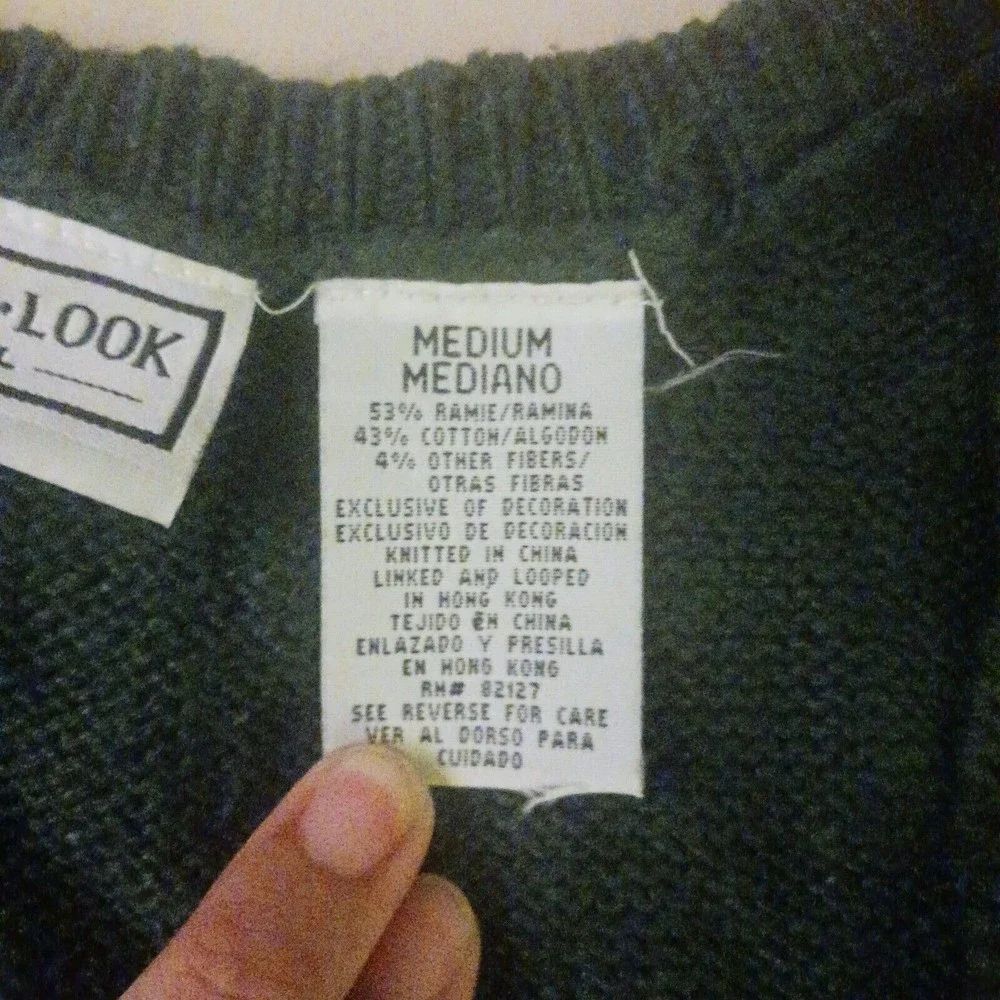 .LOOK
MEDIUM
MEDIANO
53% RAMIE/RAMINA
43% COTTON/ALGODON
4% OTHER FIBERS/
OTRAS FIBRAS
EXCLUSIVE OF DECORATION
EXCLUSIVO DE DECORACION
KNITTED IN CHINA
LINKED AND LOOPED
IN HONG KONG
TEJIDO EN CHINA
ENLAZADO Y PRESILLA
EN HONG KONG
RN# 82127
SEE REVERSE FOR CARE
VER AL DORSO PARA
CUIDADO